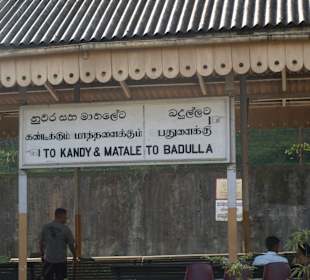 නුවර සහ මාතලේට බදුල්ලට
கண்டிக்கும் மாத்தளைக்கும் பதுளைக்கு
TO KANDY & MATALE TO BADULLA